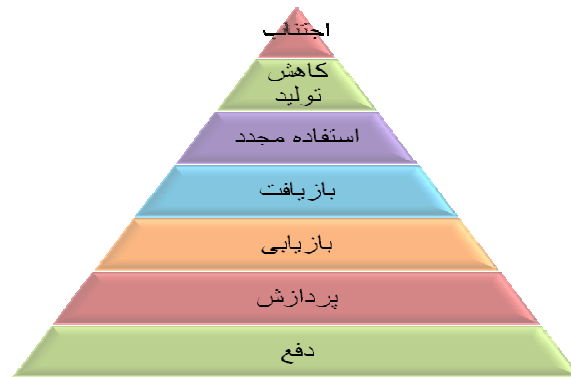 اجتناب
کاهش
تولید
استفاده مجدد
بازیافت
بازیابی
پردازش
دفع